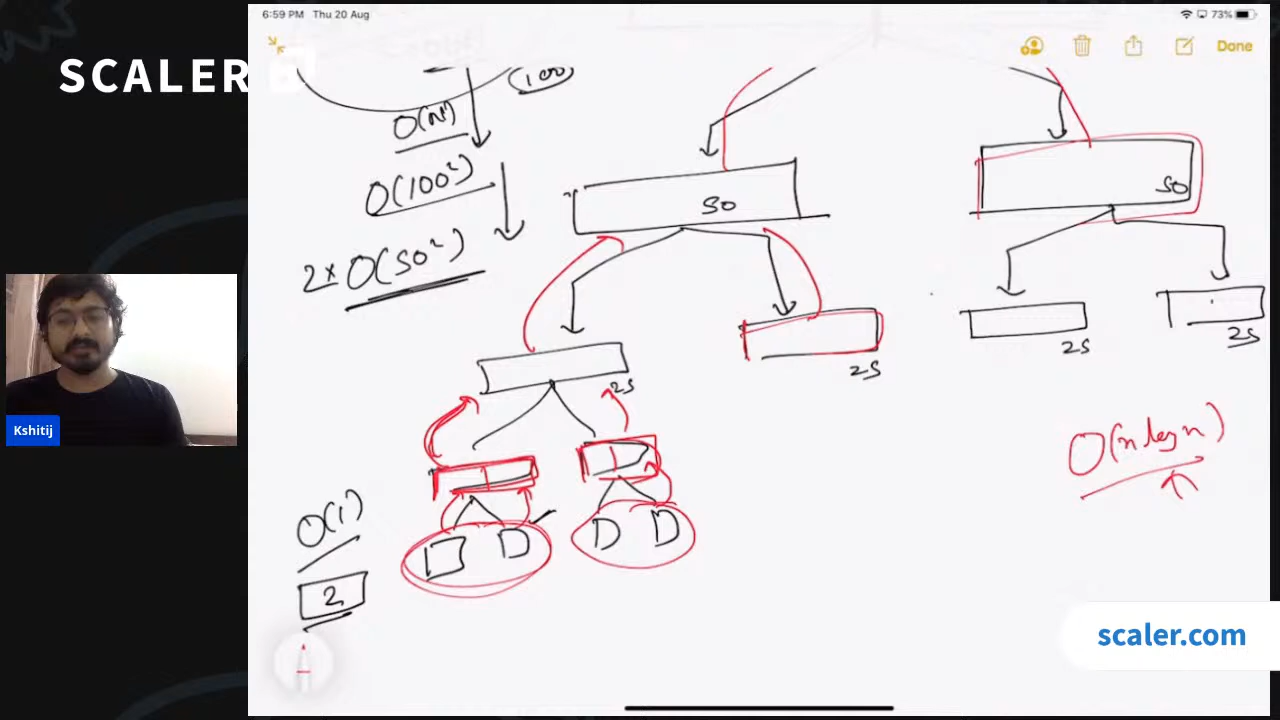 6:59 PM Thu 20 Aug
73%
Done
SCALER
100
O(N²)
O(100²)
2× O(50²)
50
50
25
25
25
25
O(n log n)
O(1)
2
Kshitij
scaler.com